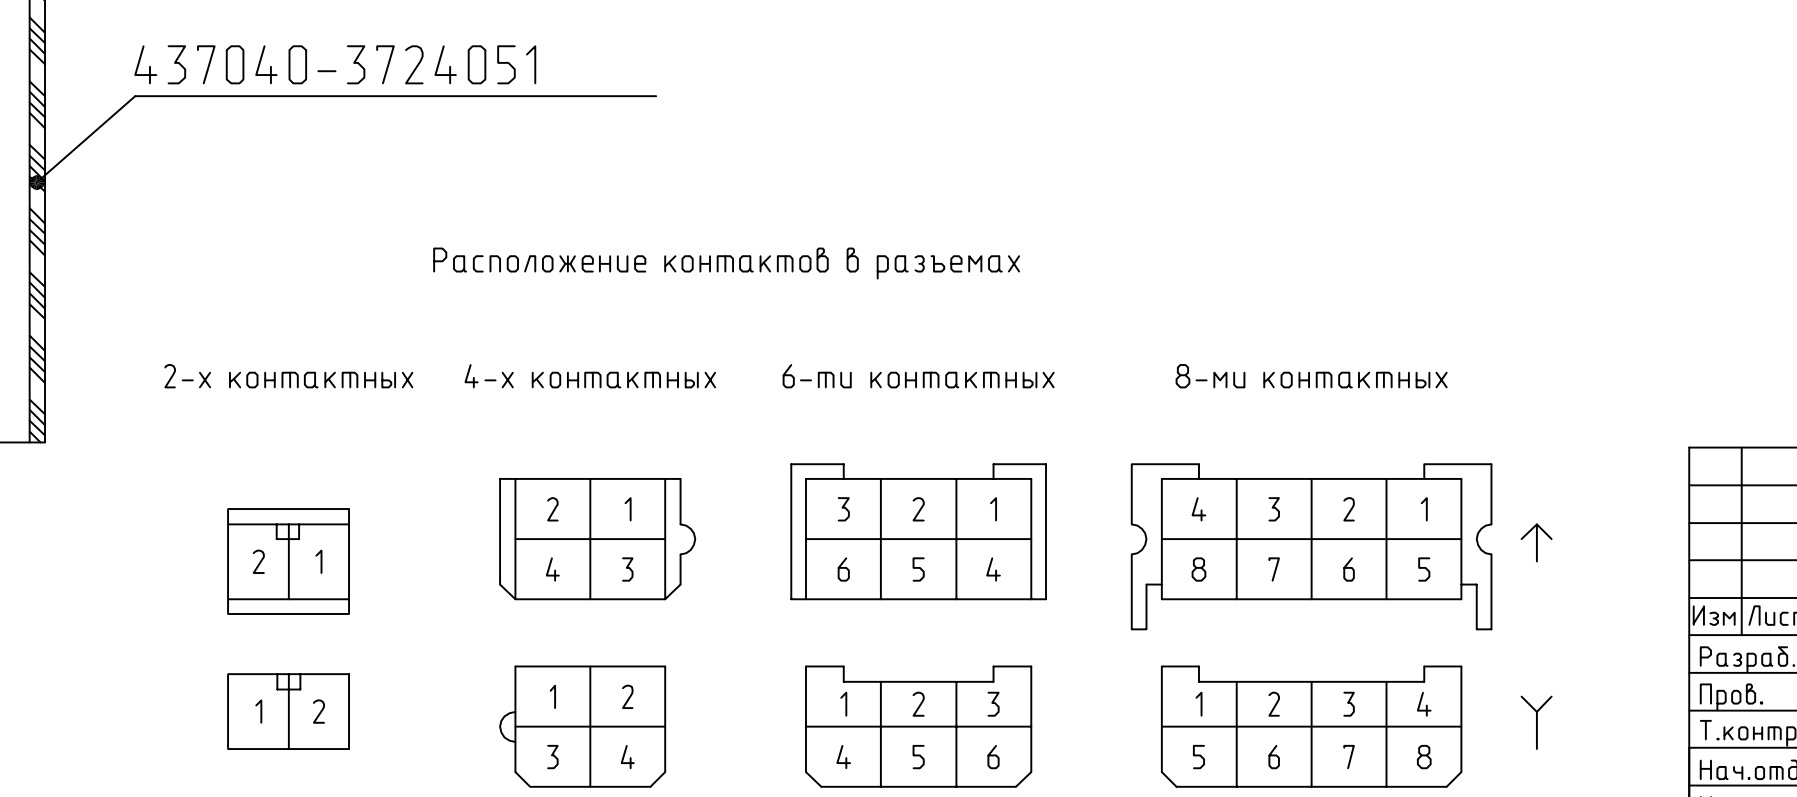 437040-3724051
Расположение контактов в разъемах
2-х контактных 4-х контактных 6-ти контактных 8-ми контактных
2 1 2 1 3 2 1 4 3 2 1
4 3 6 5 4 8 7 6 5
1 2 1 2 1 2 3 1 2 3 4
3 4 4 5 6 5 6 7 8
Изм Лист
Разраб.
Пров.
Т.контр
Нач.отд